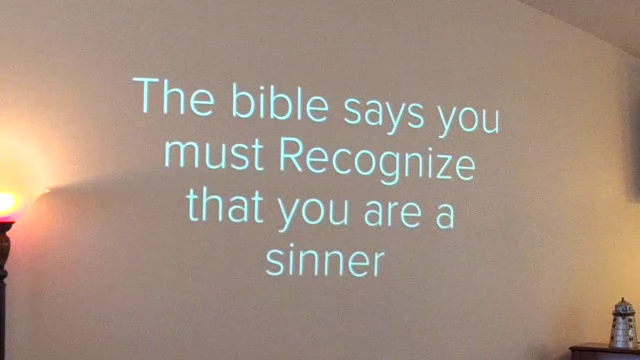 The bible says you
must Recognize
that you are a
sinner